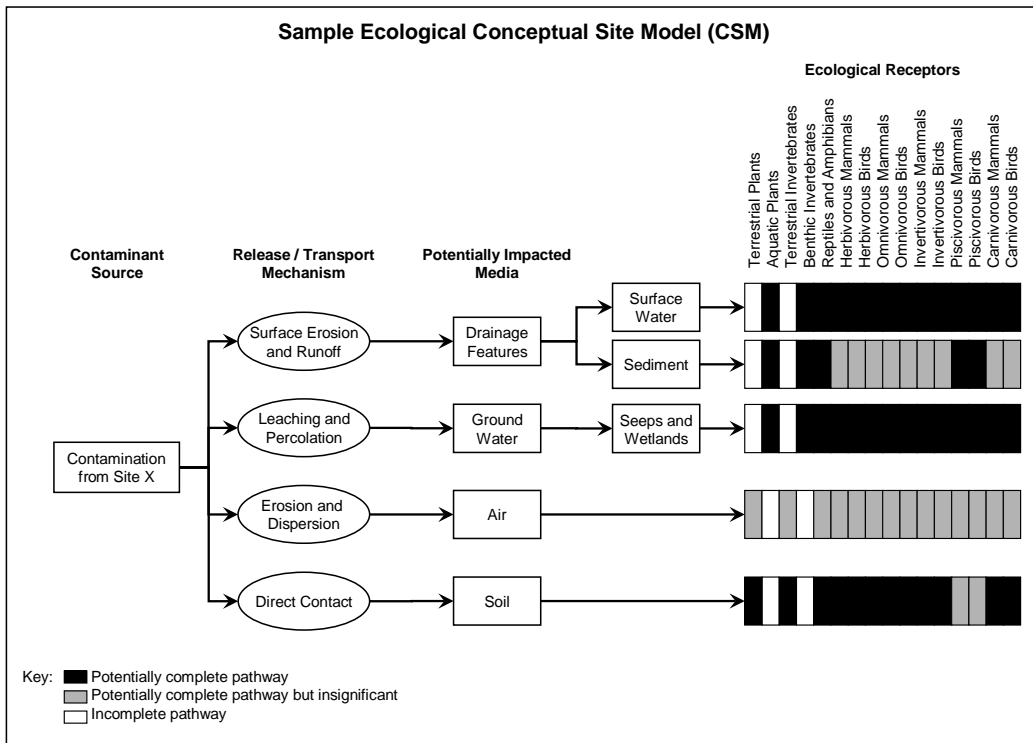 Sample Ecological Conceptual Site Model (CSM)
Ecological Receptors
Terrestrial Plants
Aquatic Plants
Terrestrial Invertebrates
Benthic Invertebrates
Reptiles and Amphibians
Herbivorous Mammals
Herbivorous Birds
Omnivorous Mammals
Omnivorous Birds
Invertivorous Mammals
Invertivorous Birds
Piscivorous Mammals
Piscivorous Birds
Carnivorous Mammals
Carnivorous Birds
Contaminant
Source
Release / Transport
Mechanism
Potentially Impacted
Media
Surface Erosion
and Runoff
Drainage
Features
Surface
Water
Sediment
Leaching and
Percolation
Ground
Water
Seeps and
Wetlands
Contamination
from Site X
Erosion and
Dispersion
Air
Direct Contact
Soil
Key:
Potentially complete pathway
Potentially complete pathway but insignificant
Incomplete pathway